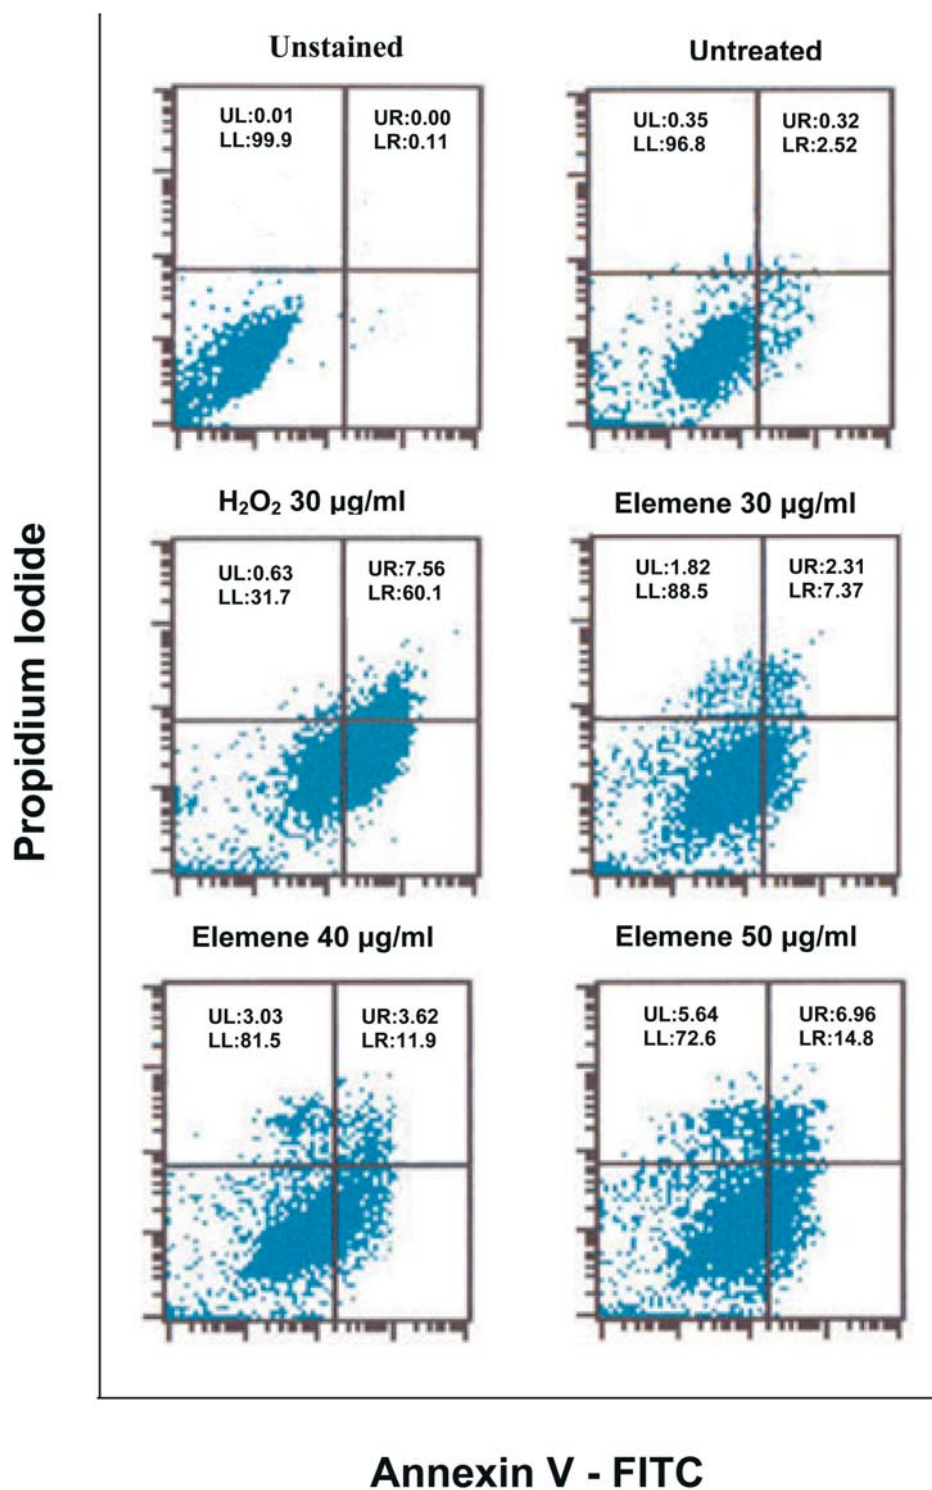 Unstained
Untreated
UL:0.01
LL:99.9
UR:0.00
LR:0.11
UL:0.35
LL:96.8
UR:0.32
LR:2.52
H₂O₂ 30 µg/ml
Elemene 30 µg/ml
UL:0.63
LL:31.7
UR:7.56
LR:60.1
UL:1.82
LL:88.5
UR:2.31
LR:7.37
Elemene 40 µg/ml
Elemene 50 µg/ml
UL:3.03
LL:81.5
UR:3.62
LR:11.9
UL:5.64
LL:72.6
UR:6.96
LR:14.8
Propidium Iodide
Annexin V - FITC